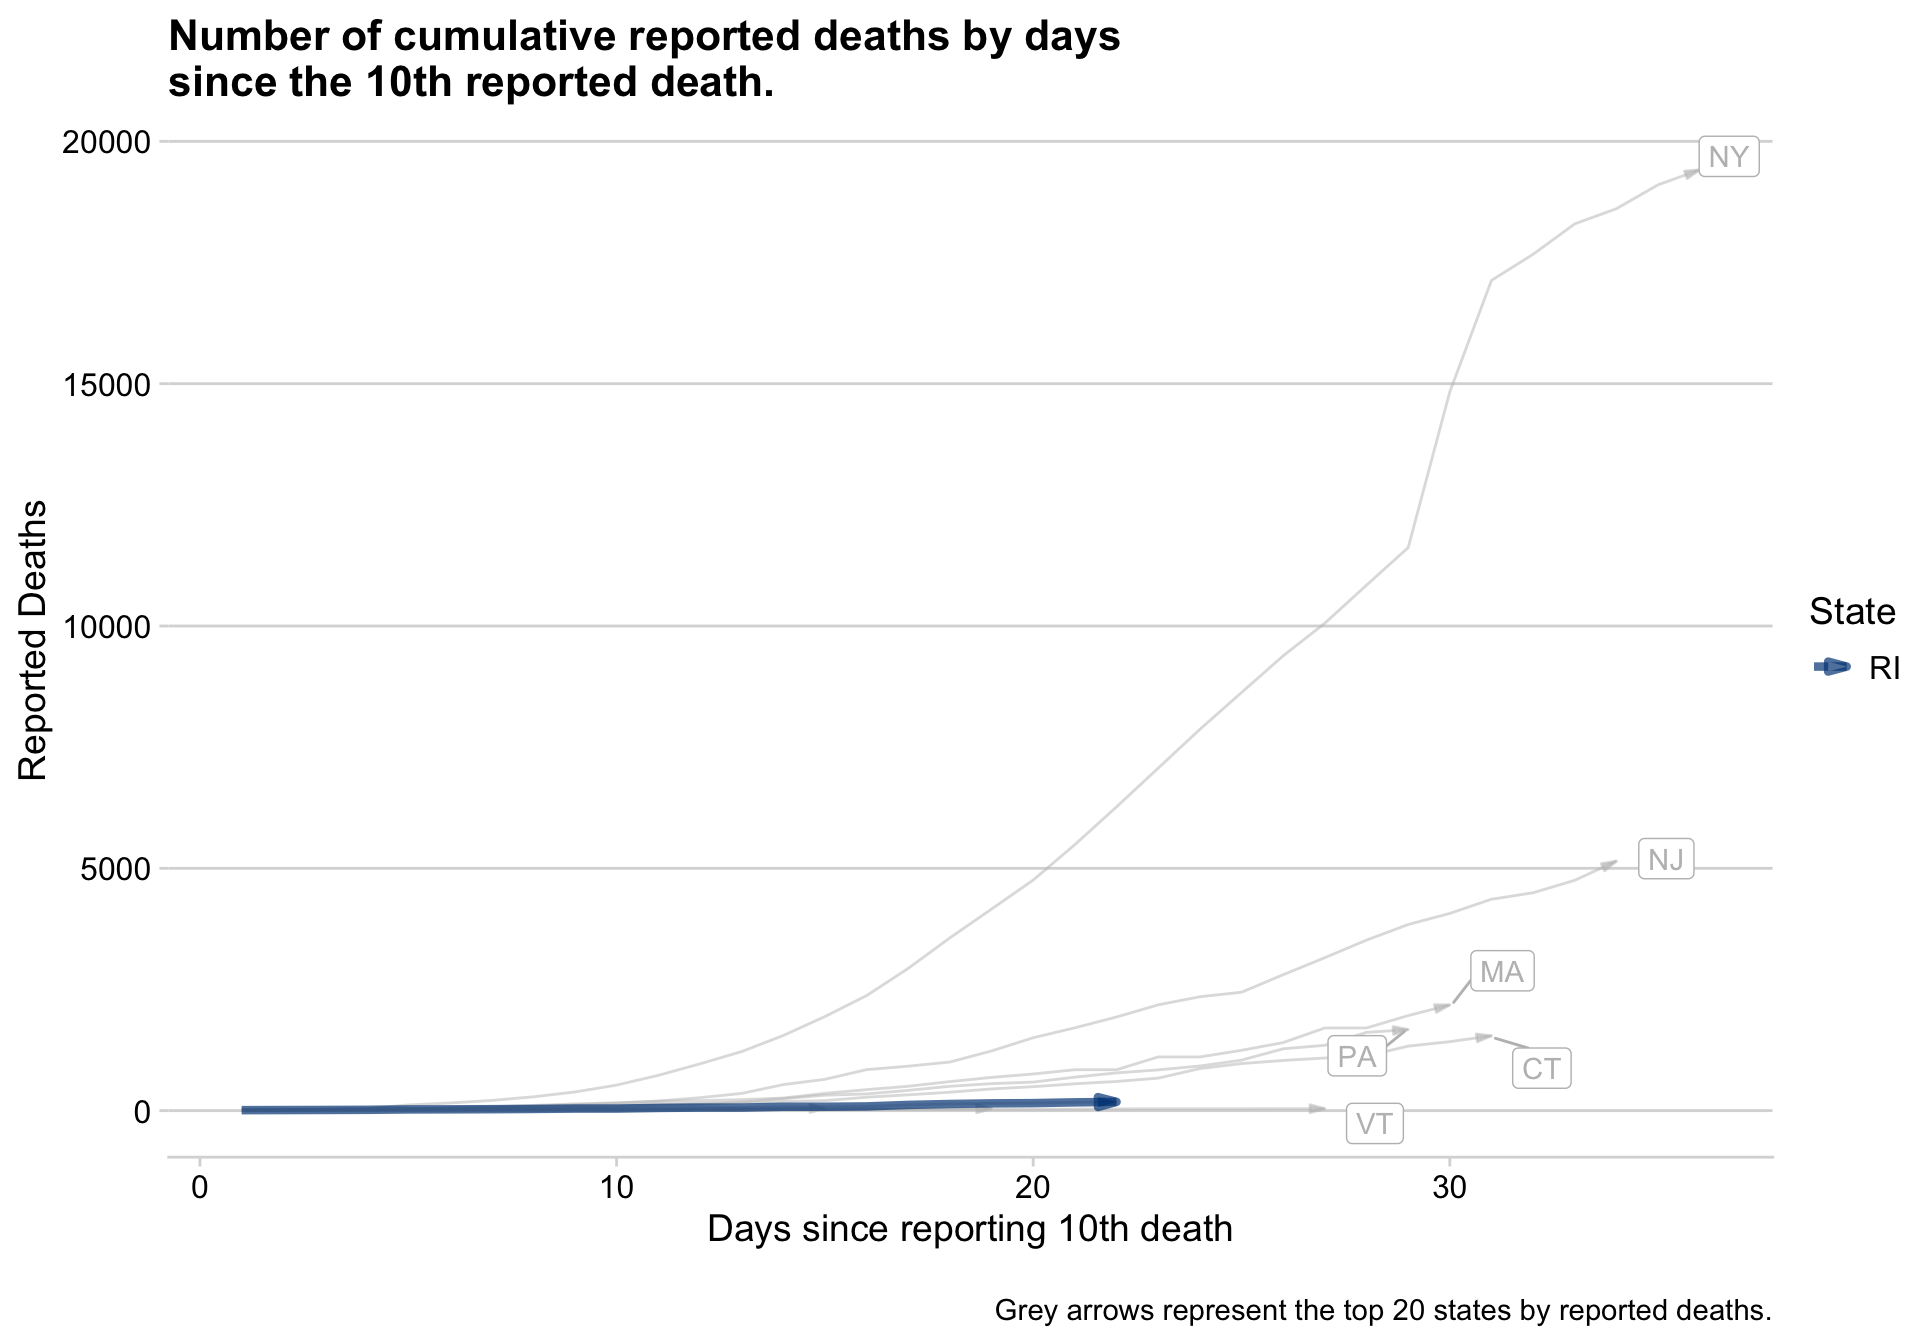 Number of cumulative reported deaths by days
since the 10th reported death.
20000
15000
10000
5000
0
Reported Deaths
NY
NJ
MA
PA
CT
VT
State
RI
0
10
20
30
Days since reporting 10th death
Grey arrows represent the top 20 states by reported deaths.